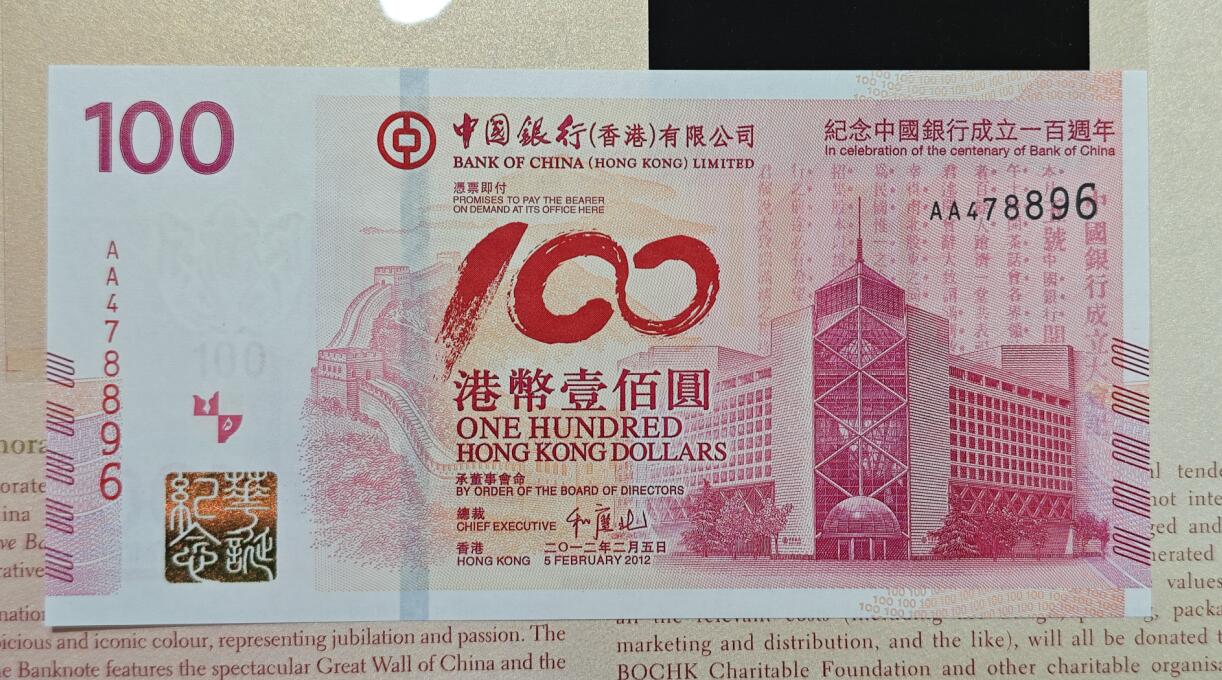 100
中國銀行(香港)有限公司
BANK OF CHINA (HONG KONG) LIMITED
紀念中國銀行成立一百週年
In celebration of the centenary of Bank of China
憑票即付
PROMISES TO PAY THE BEARER
ON DEMAND AT ITS OFFICE HERE
AA478896
AA478896
100
100
港幣壹佰圓
ONE HUNDRED
HONG KONG DOLLARS
承董事會命
BY ORDER OF THE BOARD OF DIRECTORS
總裁
CHIEF EXECUTIVE
香港 二〇一二年二月五日
HONG KONG 5 FEBRUARY 2012
華誕
紀念
picious and iconic colour, representing jubilation and passion. The
Banknote features the spectacular Great Wall of China and the
values
marketing and distribution, and the like), will all be donated
BOCHK Charitable Foundation and other charitable